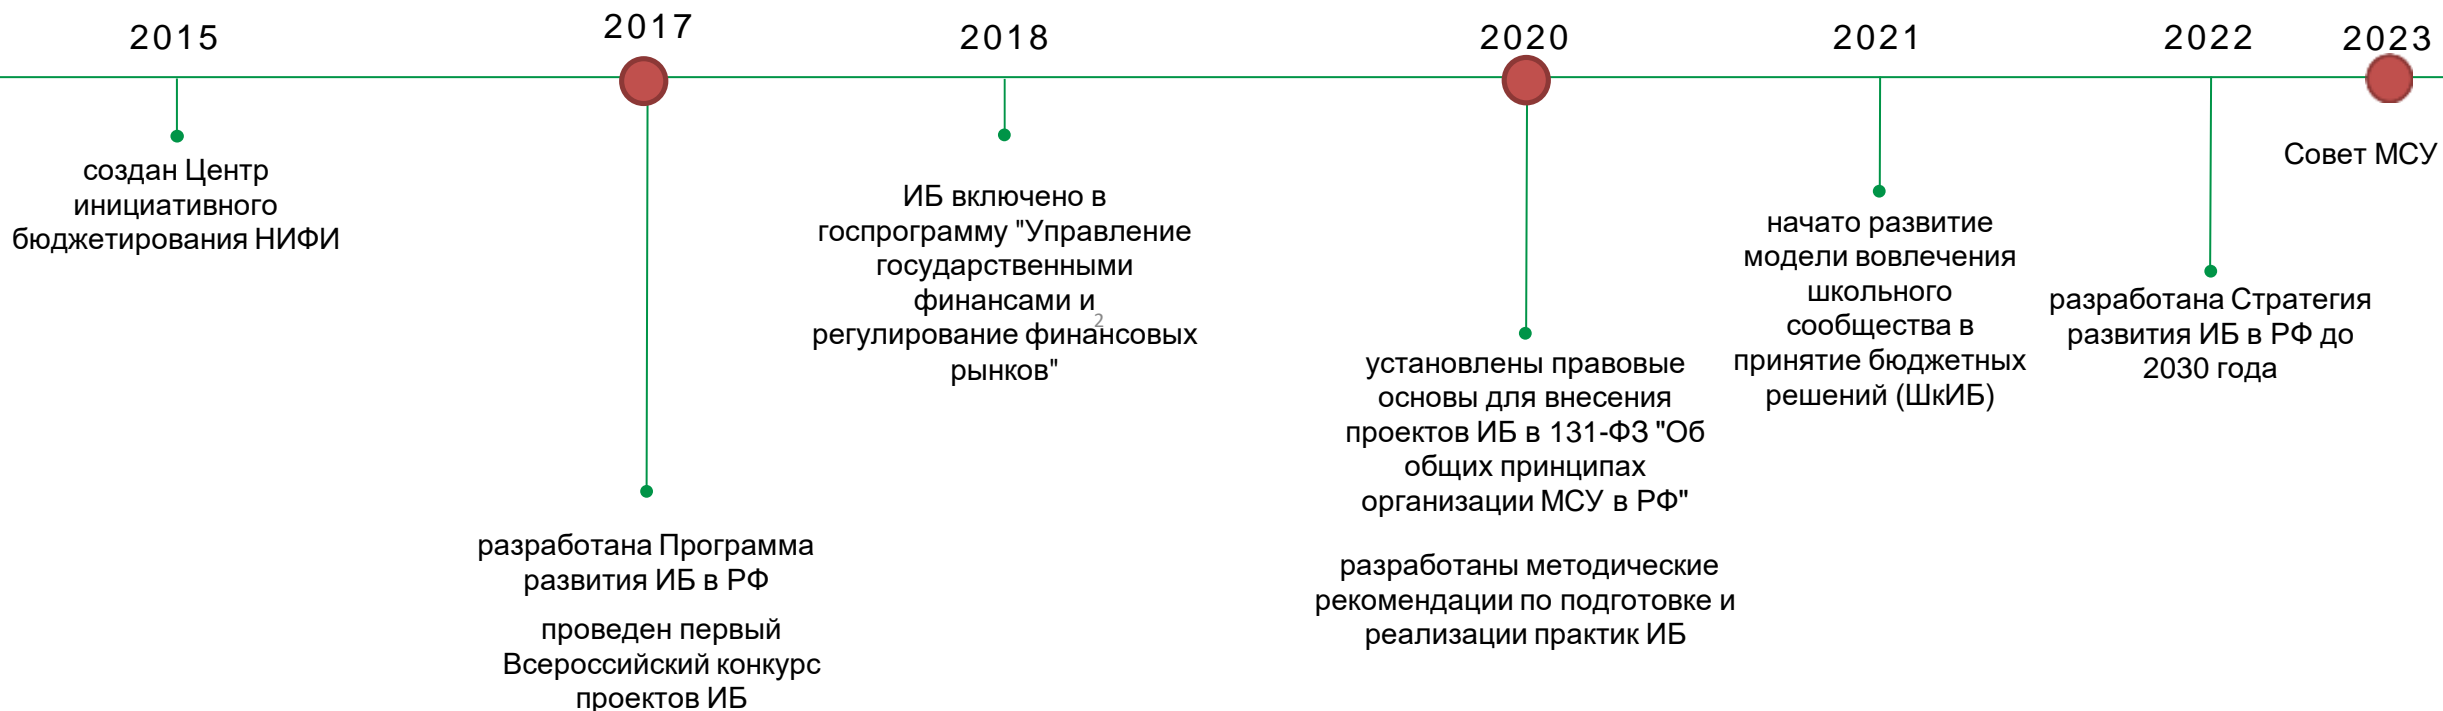 2015
создан Центр
инициативного
бюджетирования НИФИ
2017
разработана Программа
развития ИБ в РФ
проведен первый
Всероссийский конкурс
проектов ИБ
2018
ИБ включено в
госпрограмму "Управление
государственными
финансами и
регулирование финансовых
рынков"
2
2020
установлены правовые
основы для внесения
проектов ИБ в 131-ФЗ "Об
общих принципах
организации МСУ в РФ"
разработаны методические
рекомендации по подготовке и
реализации практик ИБ
2021
начато развитие
модели вовлечения
школьного
сообщества в
принятие бюджетных
решений (ШкИБ)
2022
разработана Стратегия
развития ИБ в РФ до
2030 года
2023
Совет МСУ